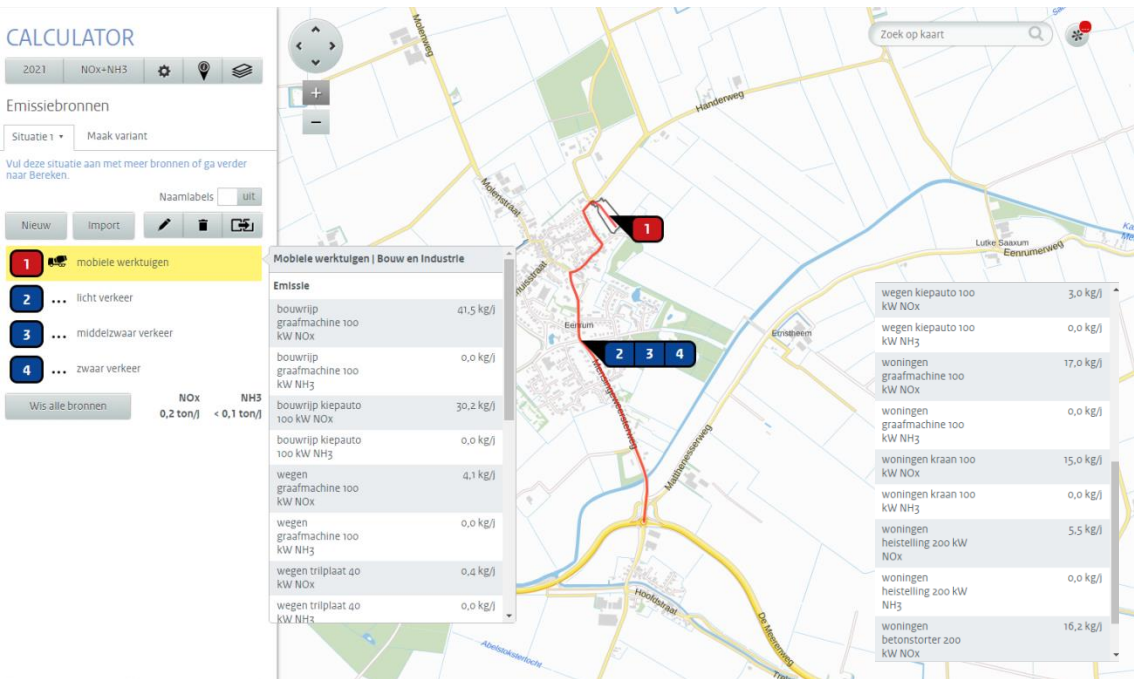 CALCULATOR
2021
NOx+NH3
Emissiebronnen
Situatie 1
Maak variant
Vul deze situatie aan met meer bronnen of ga verder
naar Bereken.
Naamlabels
uit
Nieuw
Import
1
mobiele werktuigen
2
licht verkeer
3
middelzwaar verkeer
4
zwaar verkeer
Wis alle bronnen
NOx
NH3
0,2 ton/j
< 0,1 ton/j
Mobiele werktuigen | Bouw en Industrie
Emissie
bouwrijp
graafmachine 100
kW NOx
41,5 kg/j
bouwrijp
graafmachine 100
kW NH3
0,0 kg/j
bouwrijp kiepauto
100 kW NOx
30,2 kg/j
bouwrijp kiepauto
100 kW NH3
0,0 kg/j
wegen
graafmachine 100
kW NOx
4,1 kg/j
wegen
graafmachine 100
kW NH3
0,0 kg/j
wegen trilplaat 40
kW NOx
0,4 kg/j
wegen trilplaat 40
kW NH3
0,0 kg/j
Zoek op kaart
Molenweg
Handerweg
Molenstraat
1
Eenrum
2
3
4
Mensingeweersterweg
Mattenesserweg
Etnstheem
Lutke Saaxum
Eenrumerweg
Hoofdstraat
De Meerenweg
Abelstokstertocht
wegen kiepauto 100
kW NOx
3,0 kg/j
wegen kiepauto 100
kW NH3
0,0 kg/j
woningen
graafmachine 100
kW NOx
17,0 kg/j
woningen
graafmachine 100
kW NH3
0,0 kg/j
woningen kraan 100
kW NOx
15,0 kg/j
woningen kraan 100
kW NH3
0,0 kg/j
woningen
heistelling 200 kW
NOx
5,5 kg/j
woningen
heistelling 200 kW
NH3
0,0 kg/j
woningen
betonstorter 200
kW NOx
16,2 kg/j